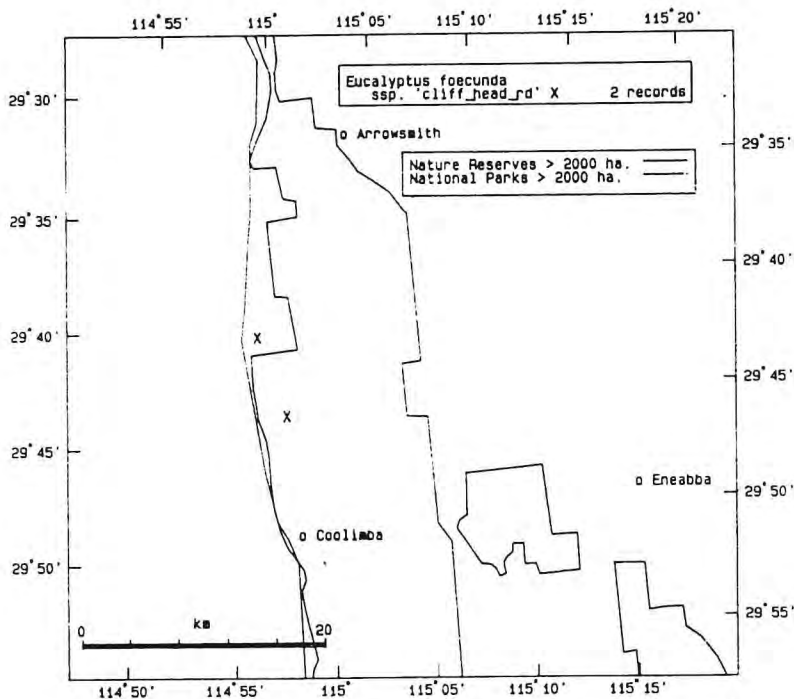 114°55' 115° 115°05' 115°10' 115°15' 115°20'
Eucalyptus foecunda
ssp. 'cliff_head_rd' X 2 records
29°30'
o Arrowsmith
29°35'
Nature Reserves > 2000 ha.
National Parks > 2000 ha.
29°35'
29°40'
29°40'
X
29°45'
X
29°45'
o Eneabba
29°50'
o Coolimba
29°50'
29°55'
km
0 20
114°50' 114°55' 115° 115°05' 115°10' 115°15'